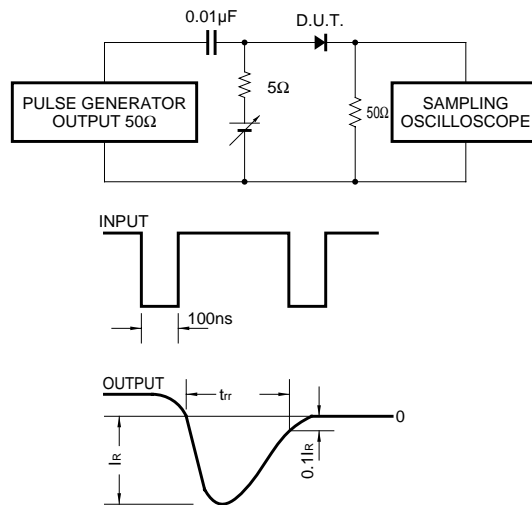 0.01μF
D.U.T.
5Ω
50Ω
PULSE GENERATOR
OUTPUT 50Ω
SAMPLING
OSCILLOSCOPE
INPUT
100ns
OUTPUT
trr
0
IR
0.1IR